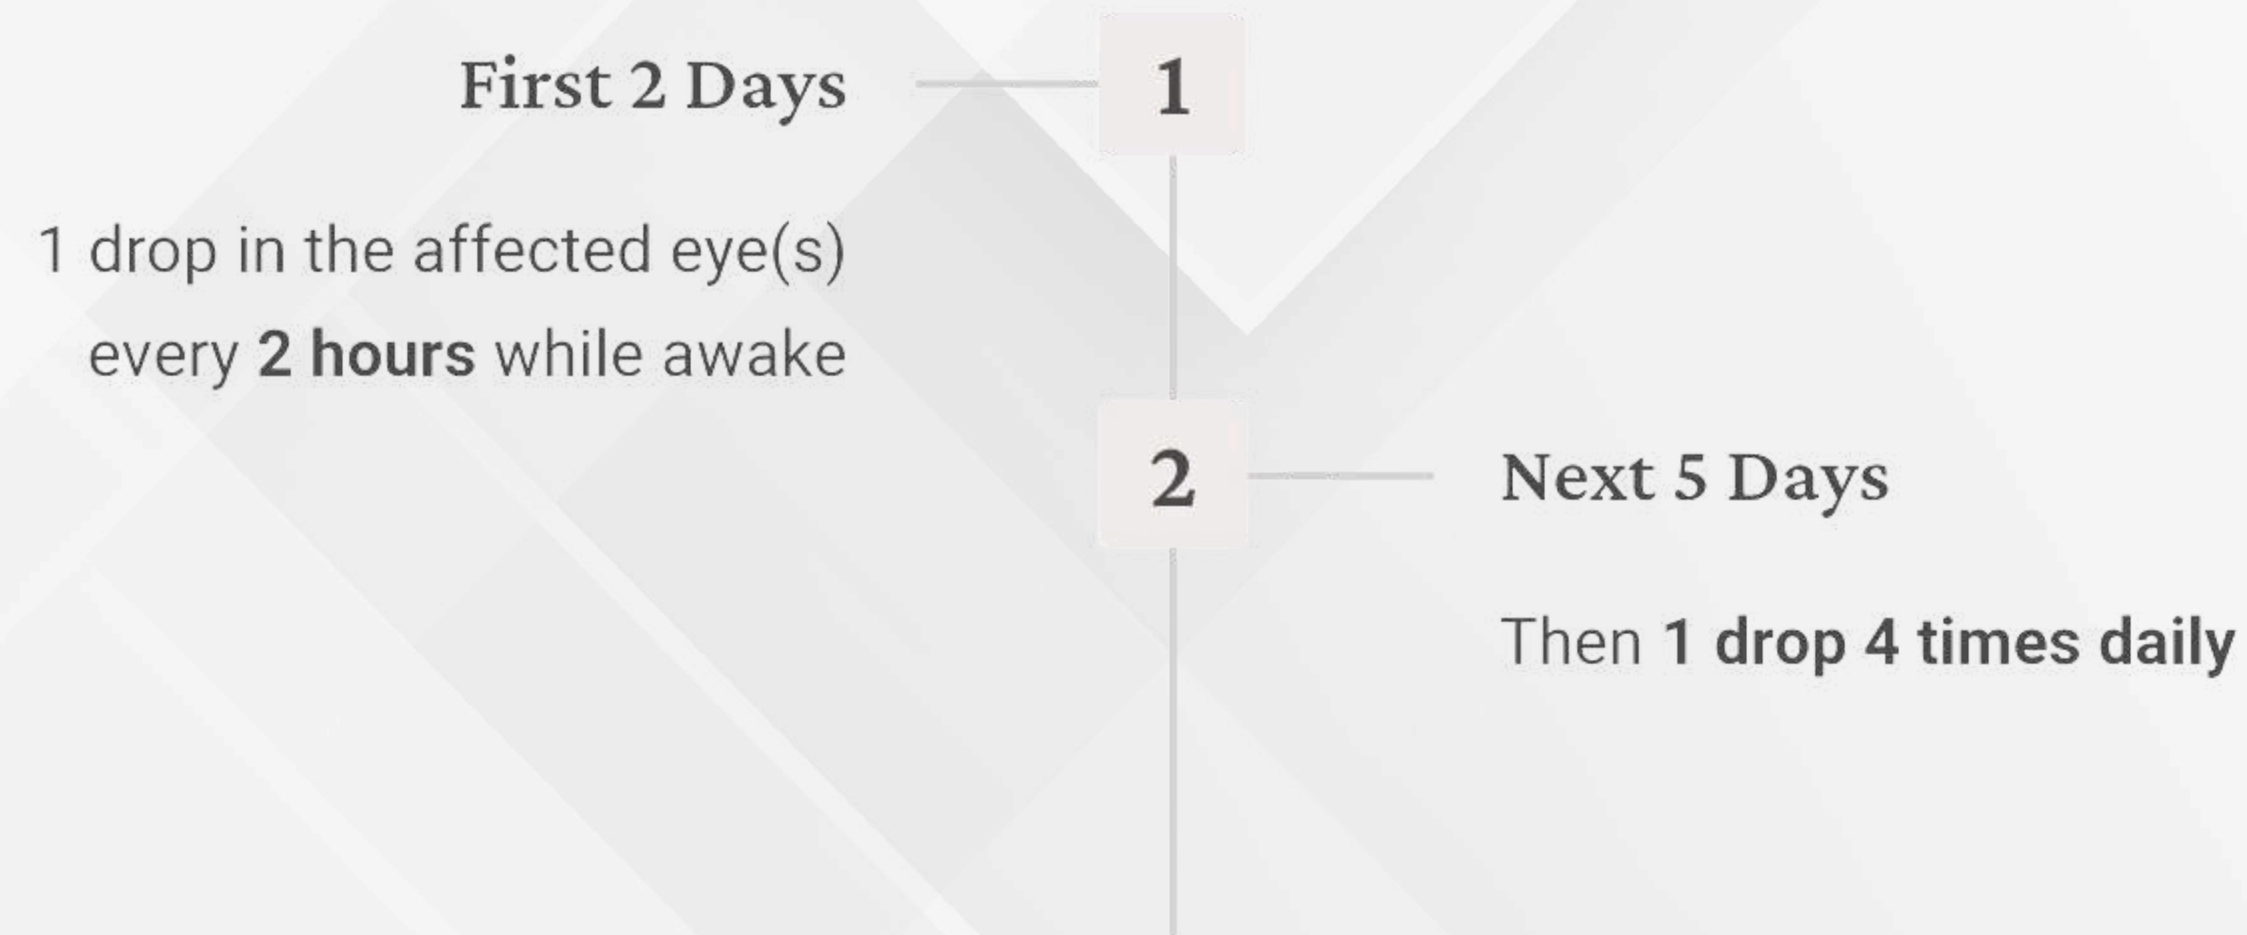 First 2 Days
1
1 drop in the affected eye(s)
every 2 hours while awake
2
Next 5 Days
Then 1 drop 4 times daily